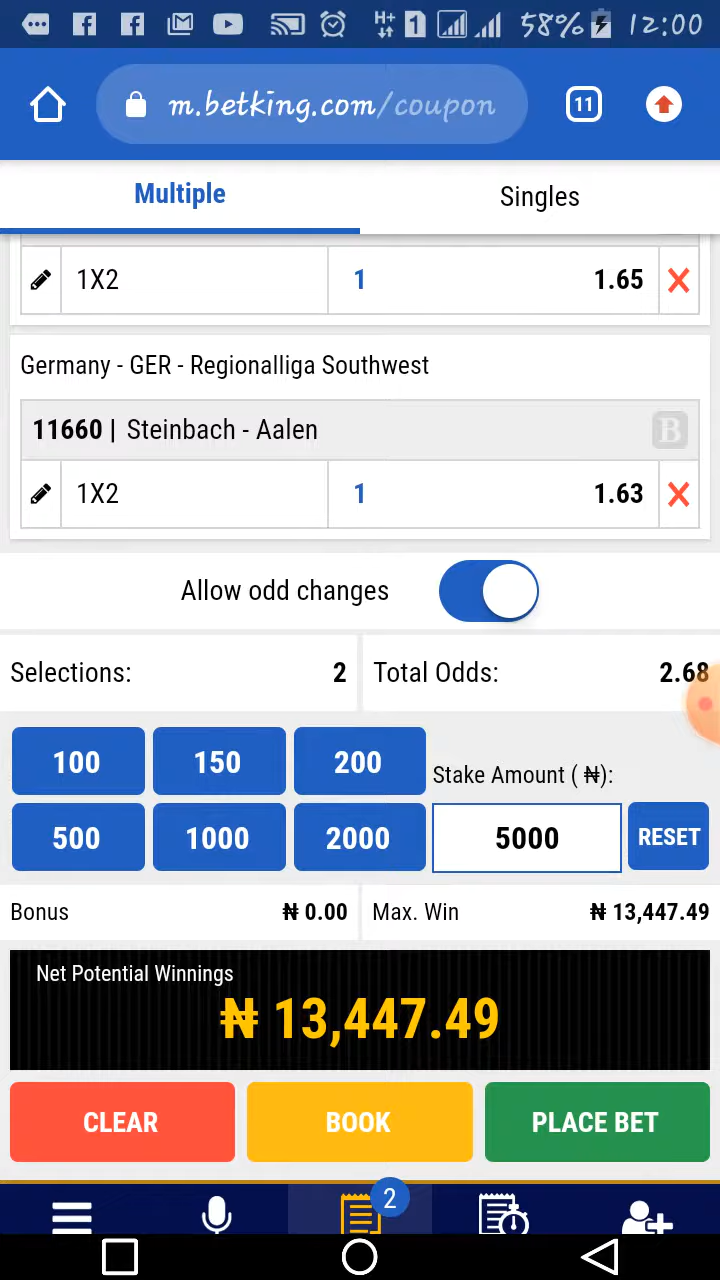 H+ 1 58% 12:00
m.betking.com/coupon 11
Multiple Singles
1X2 1 1.65
Germany - GER - Regionalliga Southwest
11660 | Steinbach - Aalen B
1X2 1 1.63
Allow odd changes
Selections: 2 Total Odds: 2.68
100 150 200
Stake Amount ( ₦):
500 1000 2000 5000 RESET
Bonus ₦ 0.00 Max. Win ₦ 13,447.49
Net Potential Winnings
₦ 13,447.49
CLEAR BOOK PLACE BET
2